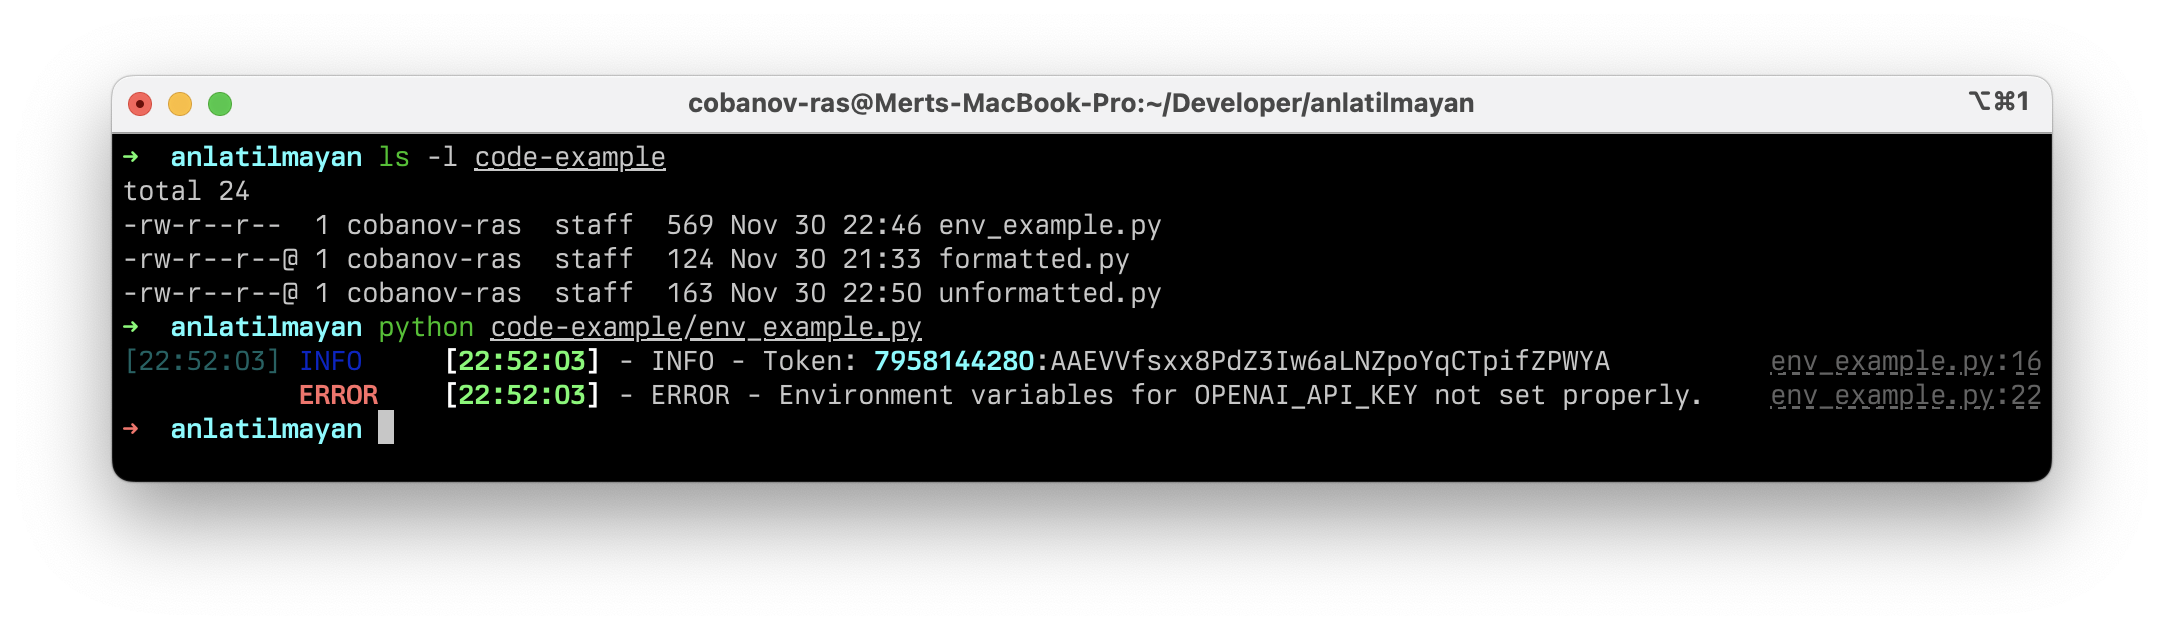 cobanov-ras@Merts-MacBook-Pro:~/Developer/anlatilmayan ⌥⌘1
→ anlatilmayan ls -l code-example
total 24
-rw-r--r--  1 cobanov-ras  staff  569 Nov 30 22:46 env_example.py
-rw-r--r--@ 1 cobanov-ras  staff  124 Nov 30 21:33 formatted.py
-rw-r--r--@ 1 cobanov-ras  staff  163 Nov 30 22:50 unformatted.py
→ anlatilmayan python code-example/env_example.py
[22:52:03] INFO [22:52:03] - INFO - Token: 7958144280:AAEVVfsxx8PdZ3Iw6aLNZpoYqCTpifZPWYA env_example.py:16
ERROR [22:52:03] - ERROR - Environment variables for OPENAI_API_KEY not set properly. env_example.py:22
→ anlatilmayan